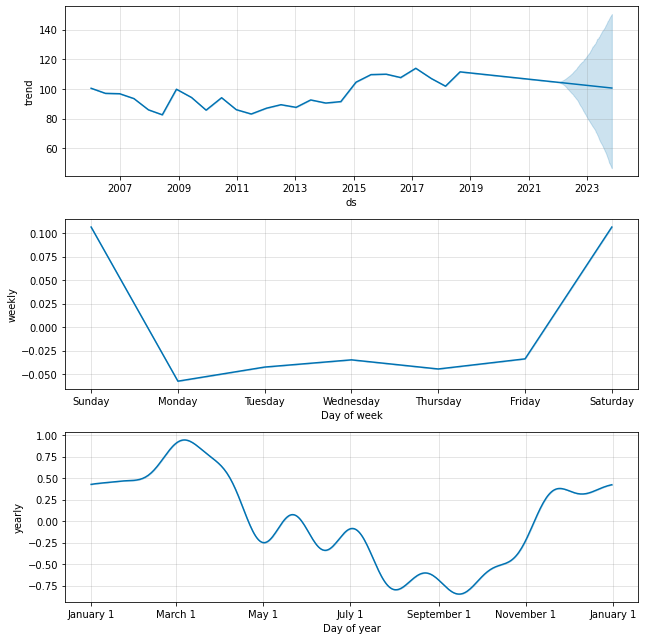 140
120
100
80
60
trend
2007 2009 2011 2013 2015 2017 2019 2021 2023
ds
0.100
0.075
0.050
0.025
0.000
−0.025
−0.050
weekly
Sunday Monday Tuesday Wednesday Thursday Friday Saturday
Day of week
1.00
0.75
0.50
0.25
0.00
−0.25
−0.50
−0.75
yearly
January 1 March 1 May 1 July 1 September 1 November 1 January 1
Day of year